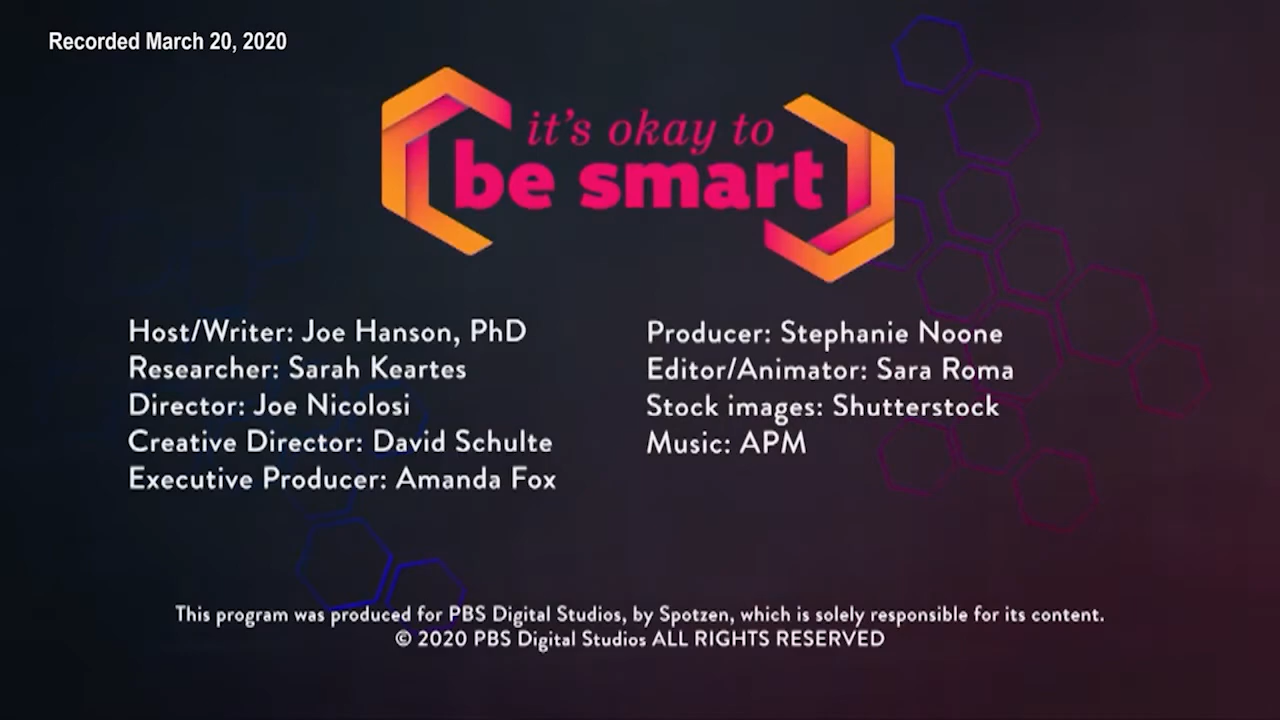 Recorded March 20, 2020
it's okay to
be smart
Host/Writer: Joe Hanson, PhD
Researcher: Sarah Keartes
Director: Joe Nicolosi
Creative Director: David Schulte
Executive Producer: Amanda Fox
Producer: Stephanie Noone
Editor/Animator: Sara Roma
Stock images: Shutterstock
Music: APM
This program was produced for PBS Digital Studios, by Spotzen, which is solely responsible for its content.
© 2020 PBS Digital Studios ALL RIGHTS RESERVED